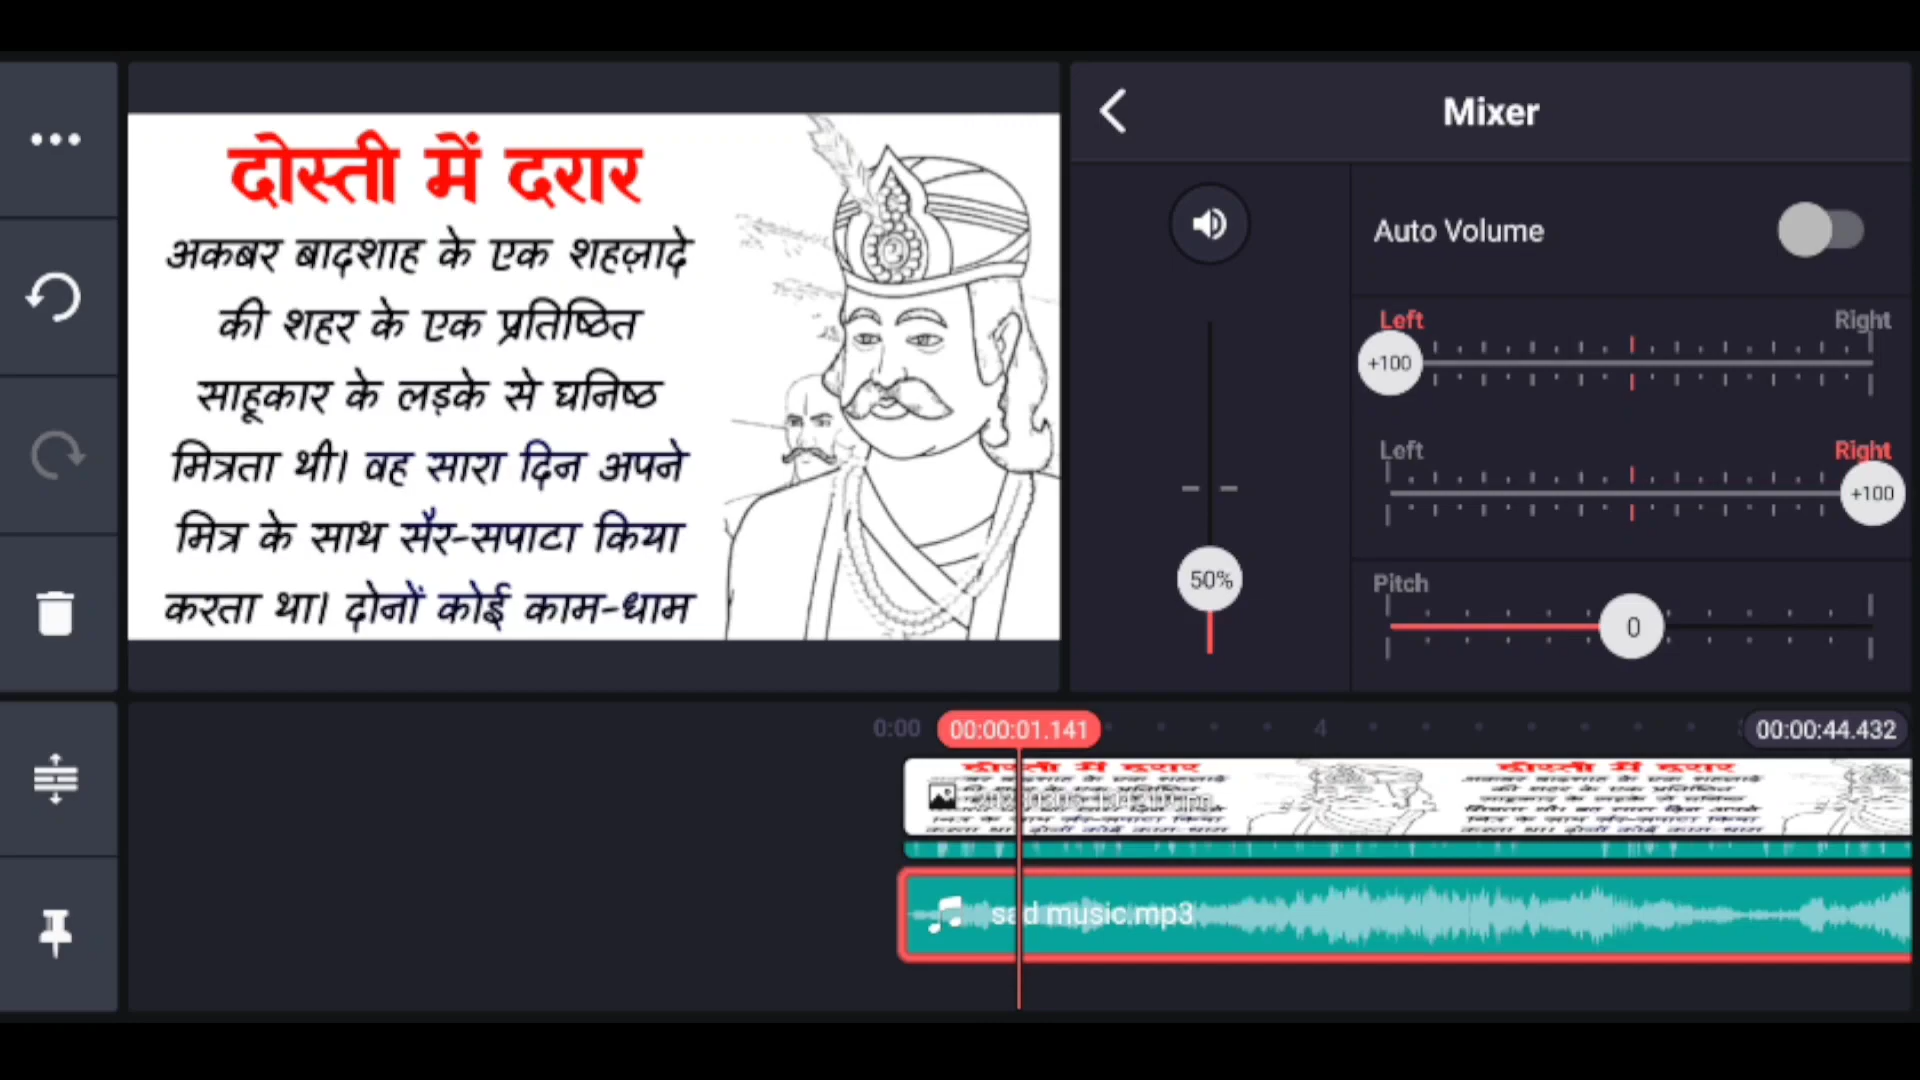 Mixer
दोस्ती में दरार
अकबर बादशाह के एक शहज़ादे
की शहर के एक प्रतिष्ठित
साहूकार के लड़के से घनिष्ठ
मित्रता थी। वह सारा दिन अपने
मित्र के साथ सैर-सपाटा किया
करता था। दोनों कोई काम-धाम
Auto Volume
Left Right
+100
Left Right
+100
50%
Pitch
0
0:00 00:00:01.141 4 00:00:44.432
दोस्ती में दरार दोस्ती में दरार
sad music.mp3